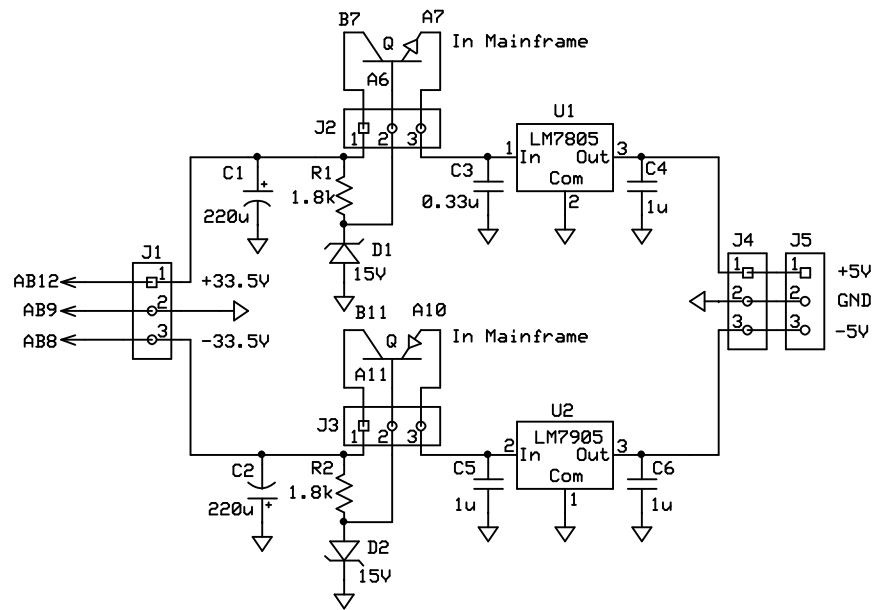 B7 Q A7 In Mainframe
A6
J2 1 2 3
U1
LM7805
1 In Out 3
Com
2
C1 + 220u
R1 1.8k
C3 0.33u
C4 1u
D1 15V
J1
AB12 1 +33.5V
AB9 2
AB8 3 -33.5V
J4 J5
1 1 +5V
2 2 GND
3 3 -5V
B11 Q A10 In Mainframe
A11
J3 1 2 3
U2
LM7905
2 In Out 3
Com
1
C2 220u +
R2 1.8k
C5 1u
C6 1u
D2 15V